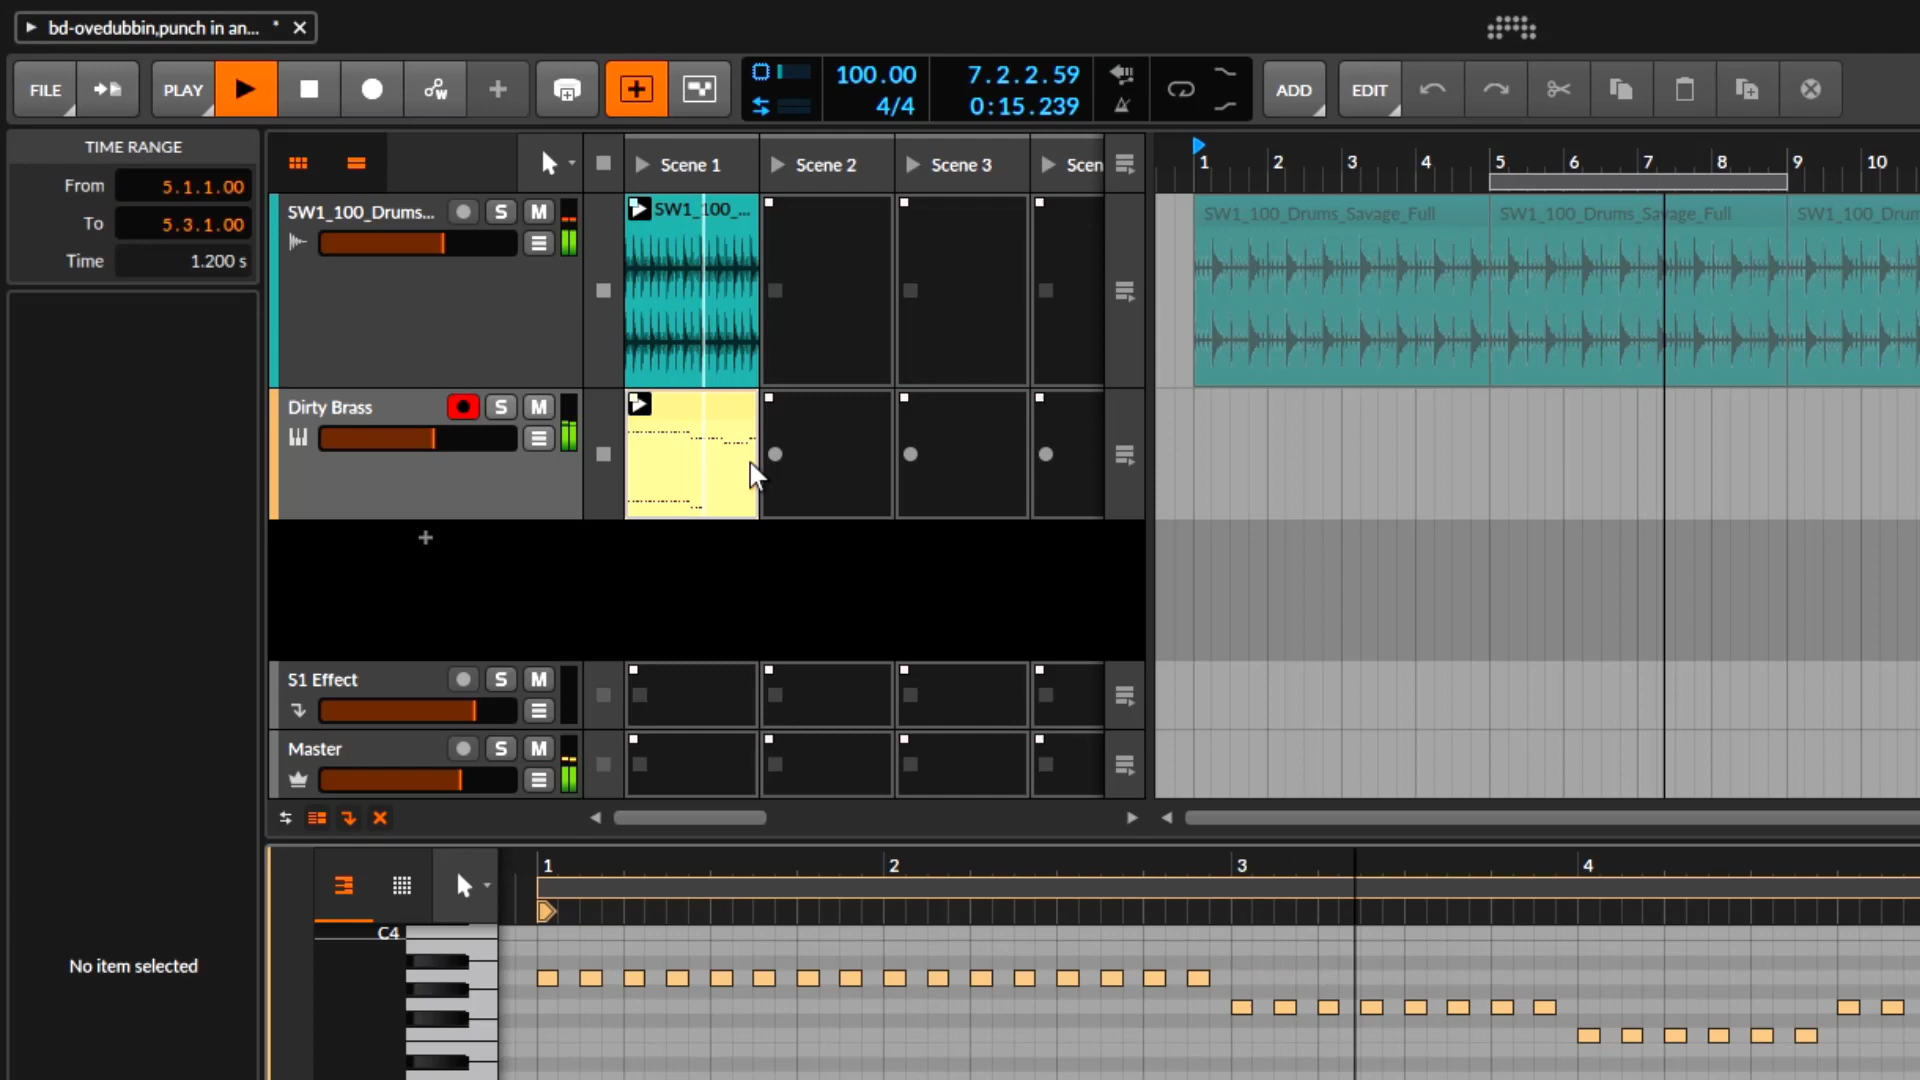 bd-ovedubbin,punch in an... *
FILE
PLAY
100.00
4/4
7.2.2.59
0:15.239
ADD
EDIT
TIME RANGE
From 5.1.1.00
To 5.3.1.00
Time 1.200 s
Scene 1
Scene 2
Scene 3
Scen
1 2 3 4 5 6 7 8 9 10
SW1_100_Drums... S M
SW1_100_...
SW1_100_Drums_Savage_Full
SW1_100_Drums_Savage_Full
SW1_100_Drum
Dirty Brass S M
S1 Effect S M
Master S M
1 2 3 4
C4
No item selected